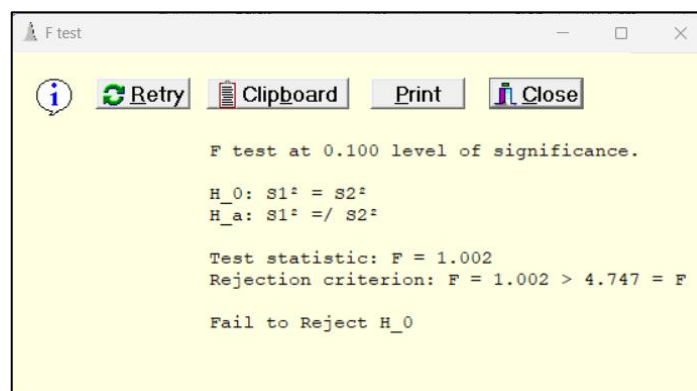 F test
Retry Clipboard Print Close
F test at 0.100 level of significance.
H_0: S1² = S2²
H_a: S1² =/ S2²
Test statistic: F = 1.002
Rejection criterion: F = 1.002 > 4.747 = F
Fail to Reject H_0